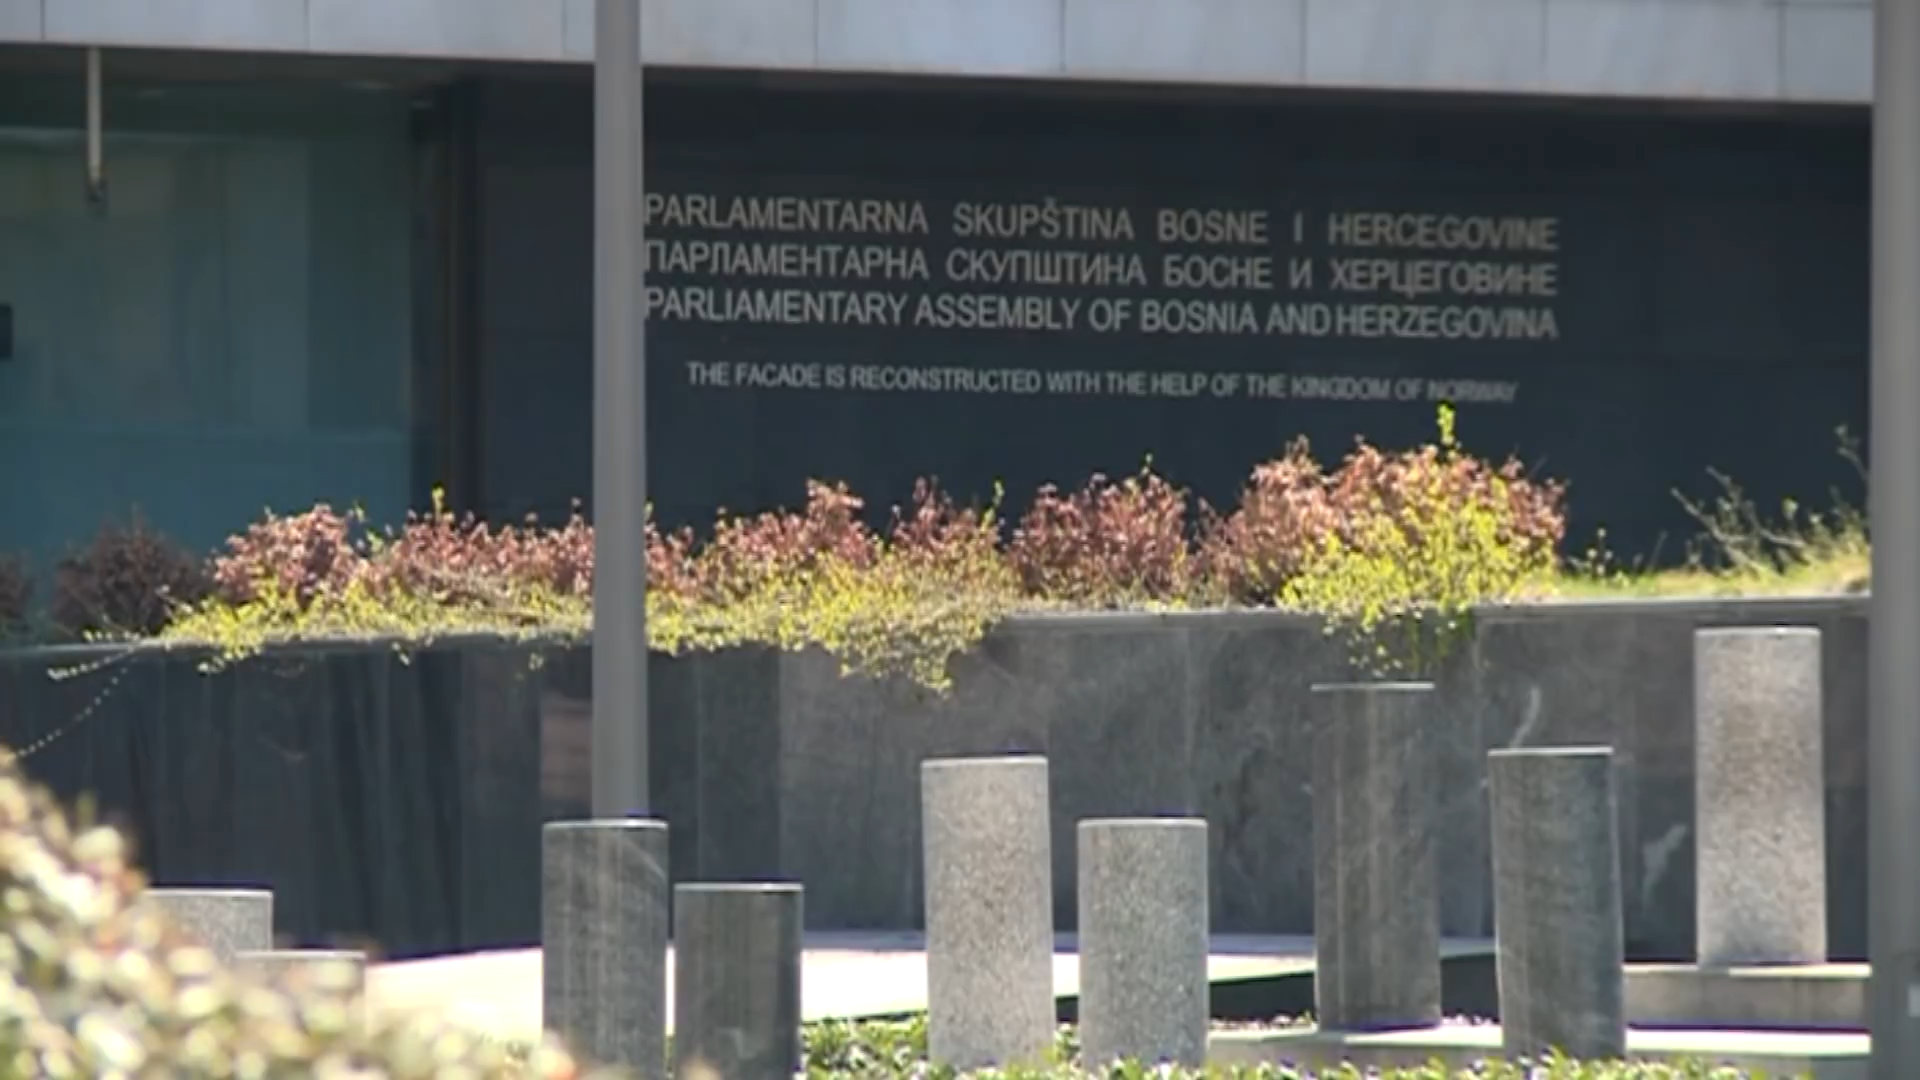 PARLAMENTARNA SKUPŠTINA BOSNE I HERCEGOVINE
ПАРЛАМЕНТАРНА СКУПШТИНА БОСНЕ И ХЕРЦЕГОВИНЕ
PARLIAMENTARY ASSEMBLY OF BOSNIA AND HERZEGOVINA
THE FACADE IS RECONSTRUCTED WITH THE HELP OF THE KINGDOM OF NORWAY